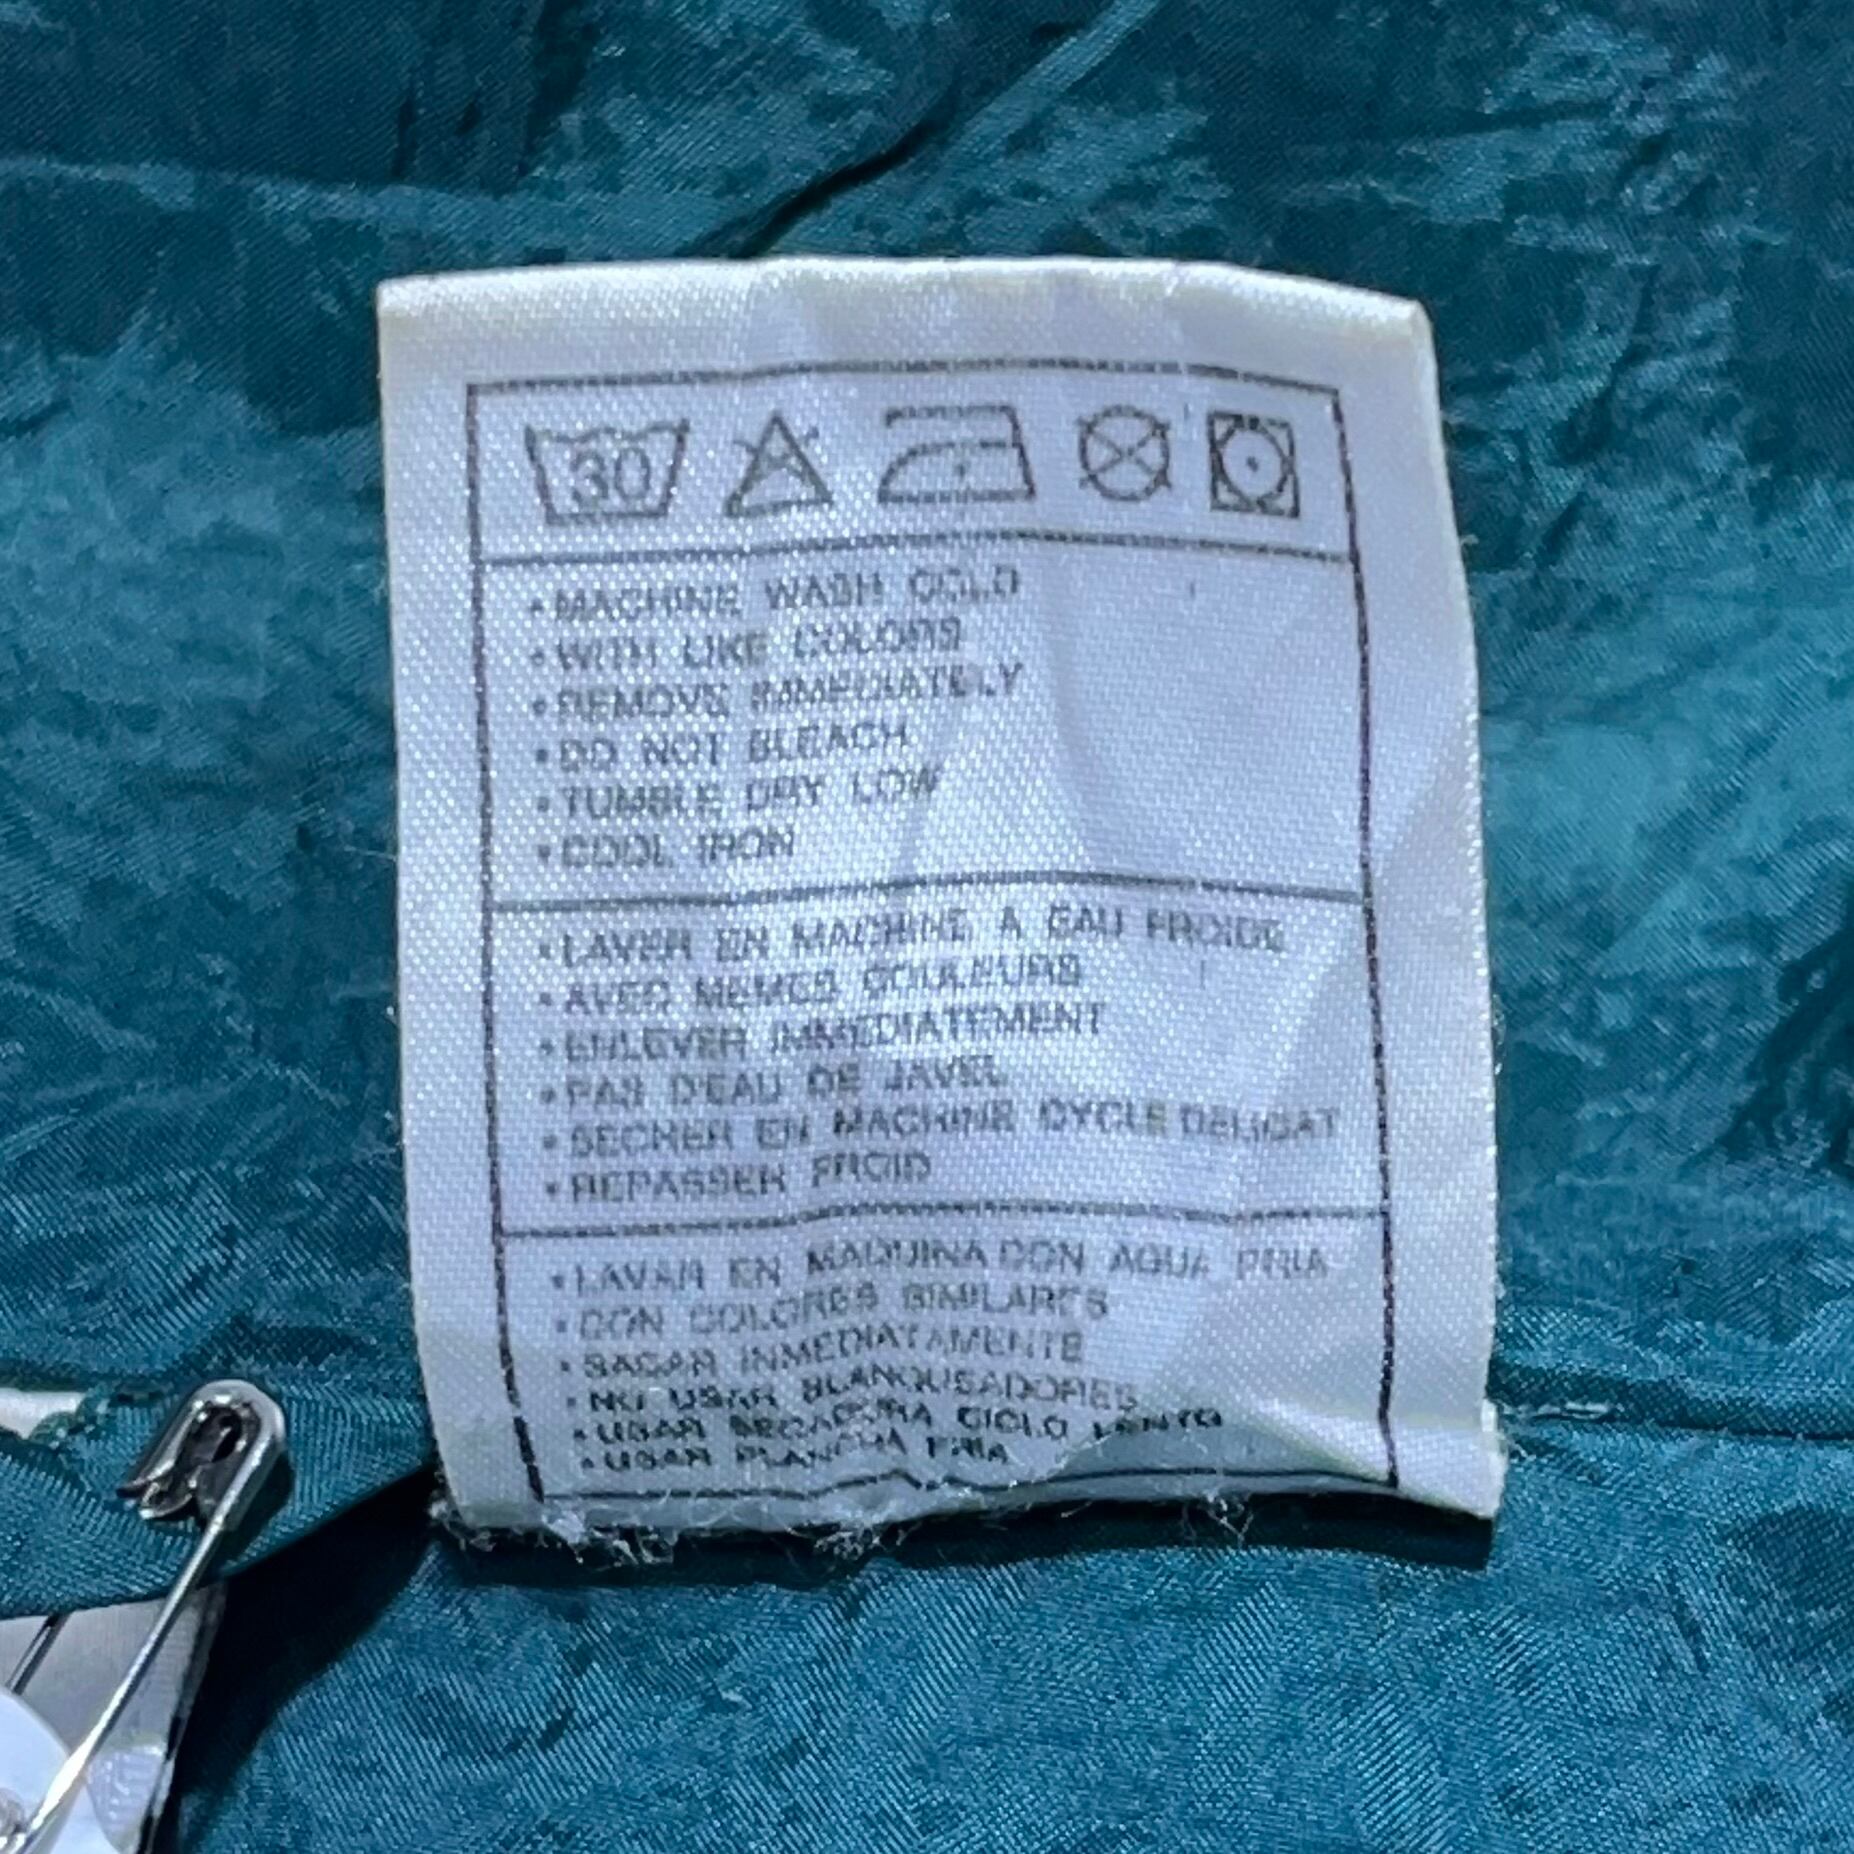 30
• MACHINE WASH COLD
• WITH LIKE COLORS
• REMOVE IMMEDIATELY
• DO NOT BLEACH
• TUMBLE DRY LOW
• COOL IRON
• LAVER EN MACHINE A EAU FROIDE
• AVEC MEMES COULEURS
• ENLEVER IMMEDIATEMENT
• PAS D'EAU DE JAVEL
• SECHER EN MACHINE CYCLE DELICAT
• REPASSER FROID
• LAVAR EN MAQUINA CON AGUA FRIA
• CON COLORES SIMILARES
• SACAR INMEDIATAMENTE
• NO USAR BLANQUEADORES
• USAR SECADORA CICLO LENTO
• USAR PLANCHA FRIA